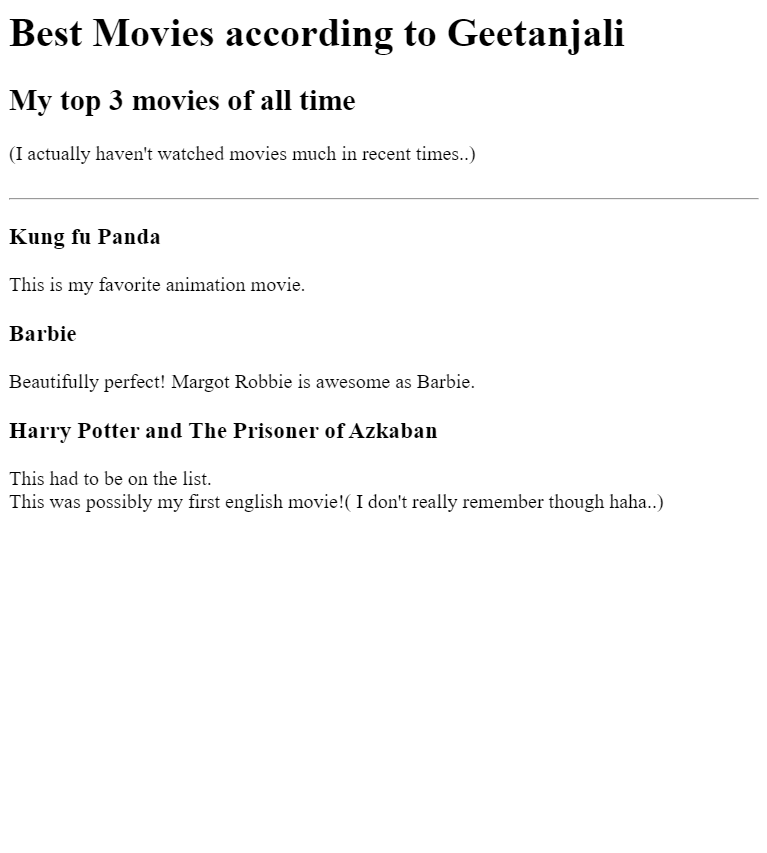 Best Movies according to Geetanjali
My top 3 movies of all time
(I actually haven't watched movies much in recent times..)
Kung fu Panda
This is my favorite animation movie.
Barbie
Beautifully perfect! Margot Robbie is awesome as Barbie.
Harry Potter and The Prisoner of Azkaban
This had to be on the list.
This was possibly my first english movie!( I don't really remember though haha..)